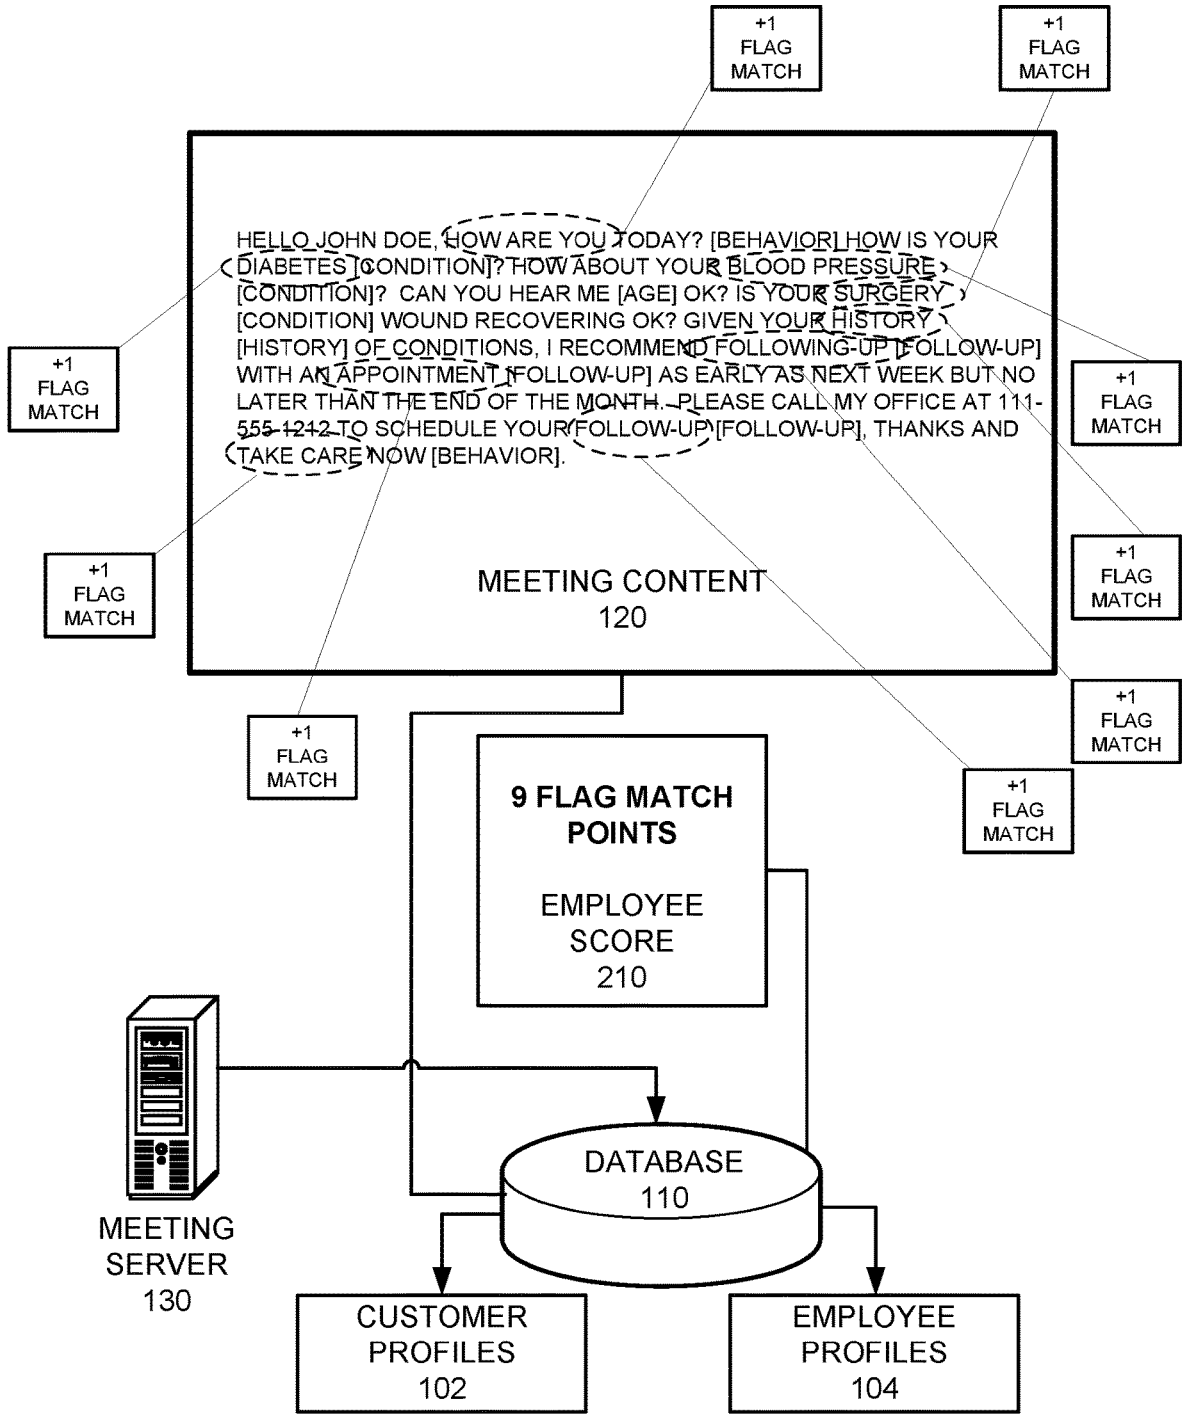 +1
FLAG
MATCH
+1
FLAG
MATCH
HELLO JOHN DOE, HOW ARE YOU TODAY? [BEHAVIOR] HOW IS YOUR
DIABETES [CONDITION]? HOW ABOUT YOUR BLOOD PRESSURE
[CONDITION]? CAN YOU HEAR ME [AGE] OK? IS YOUR SURGERY
[CONDITION] WOUND RECOVERING OK? GIVEN YOUR HISTORY
[HISTORY] OF CONDITIONS, I RECOMMEND FOLLOWING-UP [FOLLOW-UP]
WITH AN APPOINTMENT [FOLLOW-UP] AS EARLY AS NEXT WEEK BUT NO
LATER THAN THE END OF THE MONTH. PLEASE CALL MY OFFICE AT 111-
555-1212 TO SCHEDULE YOUR FOLLOW-UP [FOLLOW-UP], THANKS AND
TAKE CARE NOW [BEHAVIOR].
+1
FLAG
MATCH
+1
FLAG
MATCH
+1
FLAG
MATCH
+1
FLAG
MATCH
MEETING CONTENT
120
+1
FLAG
MATCH
+1
FLAG
MATCH
+1
FLAG
MATCH
9 FLAG MATCH
POINTS
EMPLOYEE
SCORE
210
DATABASE
110
MEETING
SERVER
130
CUSTOMER
PROFILES
102
EMPLOYEE
PROFILES
104